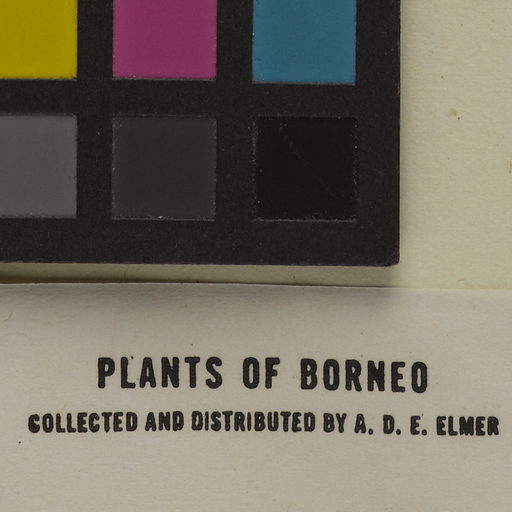 PLANTS OF BORNEO
COLLECTED AND DISTRIBUTED BY A. D. E. ELMER